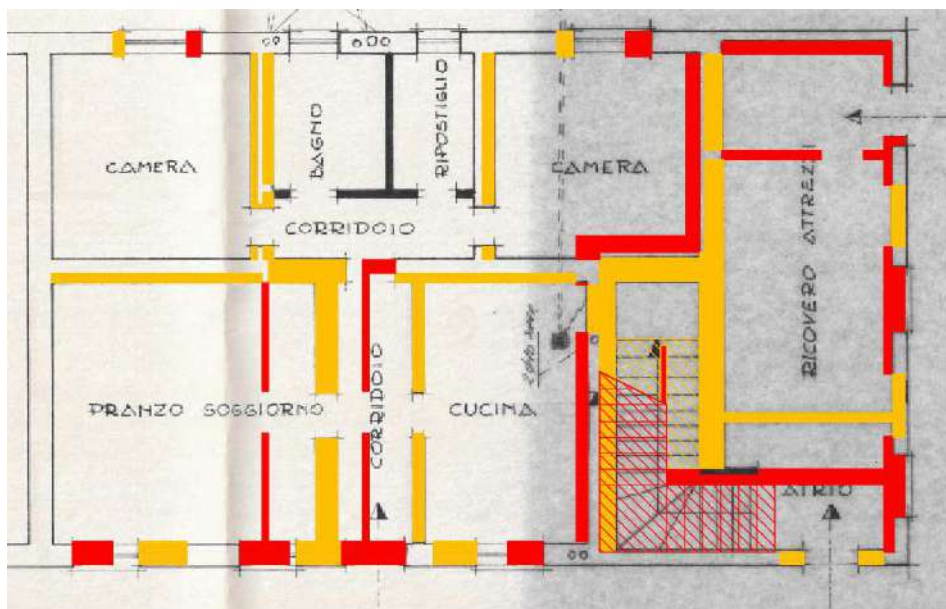 CAMERA
BAGNO
RIPOSTIGLIO
CAMERA
CORRIDOIO
RICOVERO ATTREZZI
PRANZO SOGGIORNO
CORRIDOIO
CUCINA
ATRIO